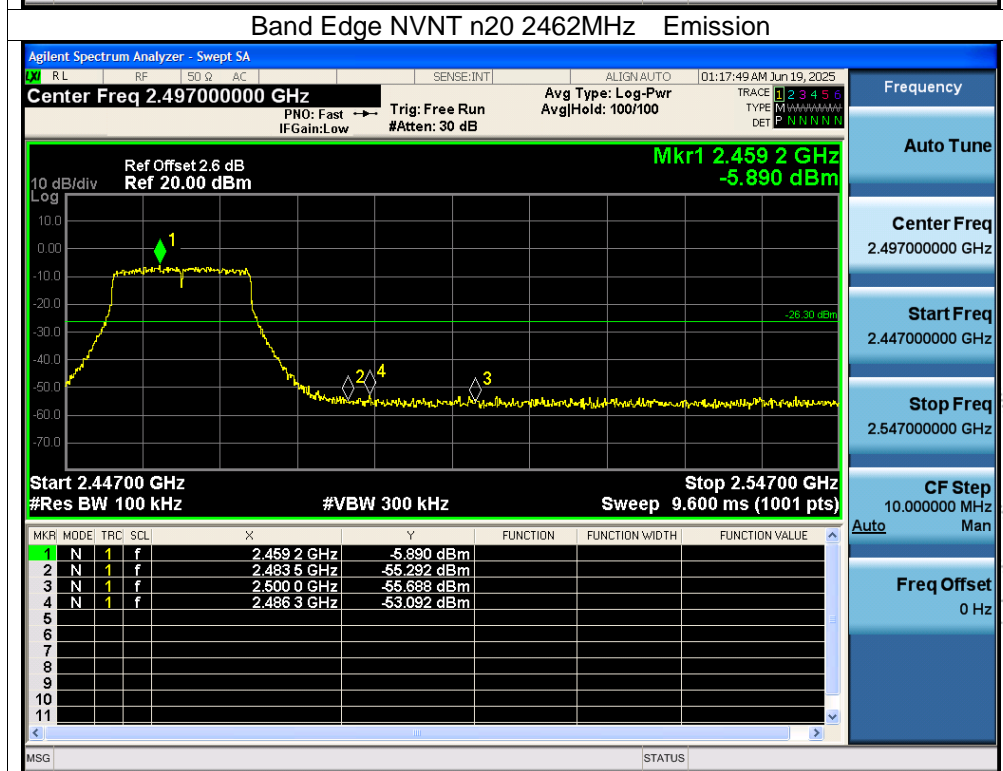 Band Edge NVNT n20 2462MHz Emission
Agilent Spectrum Analyzer - Swept SA
LXI RL RF 50 Ω AC SENSE:INT ALIGN AUTO 01:17:49 AM Jun 19, 2025
Center Freq 2.497000000 GHz
PNO: Fast
IFGain:Low
Trig: Free Run
#Atten: 30 dB
Avg Type: Log-Pwr
Avg|Hold: 100/100
TRACE 1 2 3 4 5 6
TYPE M WWWWW
DET P N N N N N
Ref Offset 2.6 dB
Ref 20.00 dBm
10 dB/div
Log
Mkr1 2.459 2 GHz
-5.890 dBm
10.0
0.00
-10.0
-20.0
-30.0
-40.0
-50.0
-60.0
-70.0
1
-26.30 dBm
2
4
3
Start 2.44700 GHz
#Res BW 100 kHz
#VBW 300 kHz
Stop 2.54700 GHz
Sweep 9.600 ms (1001 pts)
MKR MODE TRC SCL X Y FUNCTION FUNCTION WIDTH FUNCTION VALUE
1 N 1 f 2.459 2 GHz -5.890 dBm
2 N 1 f 2.483 5 GHz -55.292 dBm
3 N 1 f 2.500 0 GHz -55.688 dBm
4 N 1 f 2.486 3 GHz -53.092 dBm
5
6
7
8
9
10
11
MSG
STATUS
Frequency
Auto Tune
Center Freq
2.497000000 GHz
Start Freq
2.447000000 GHz
Stop Freq
2.547000000 GHz
CF Step
10.000000 MHz
Auto Man
Freq Offset
0 Hz